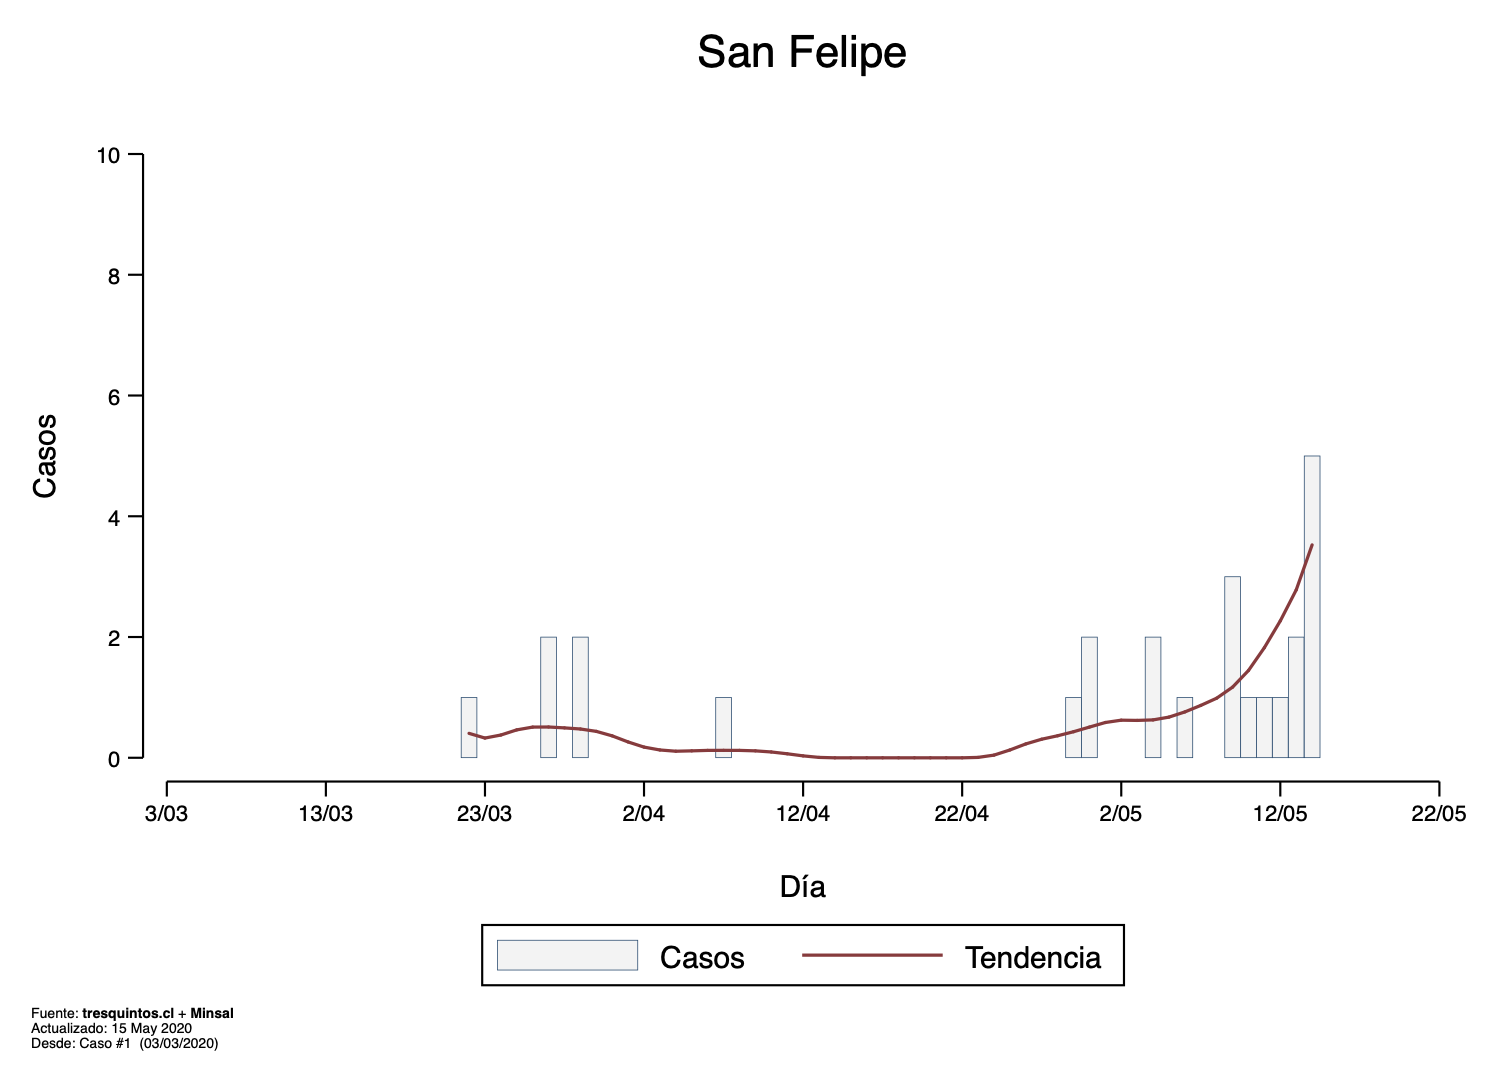 San Felipe
10
8
6
4
2
0
Casos
3/03 13/03 23/03 2/04 12/04 22/04 2/05 12/05 22/05
Día
Casos Tendencia
Fuente: tresquintos.cl + Minsal
Actualizado: 15 May 2020
Desde: Caso #1 (03/03/2020)